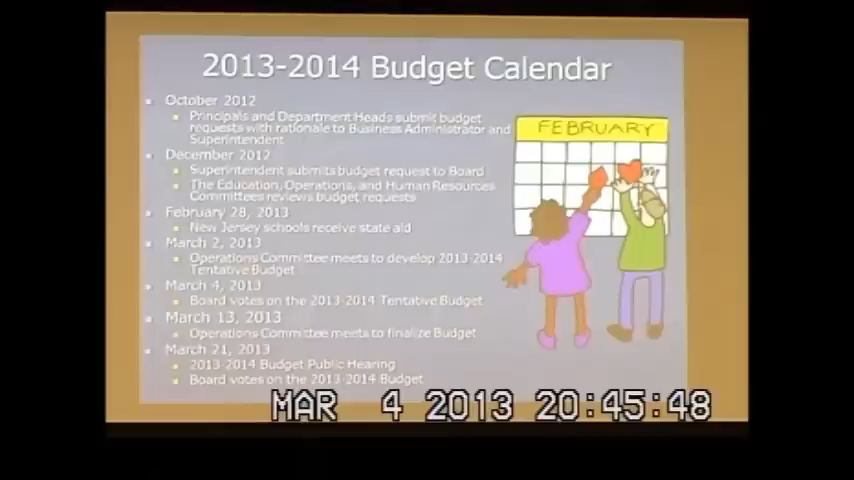 2013-2014 Budget Calendar
October 2012
Principals and Department Heads submit budget
requests with rationale to Business Administrator and
Superintendent
December 2012
Superintendent submits budget request to Board
The Education, Operations, and Human Resources
Committees reviews budget requests
February 28, 2013
New Jersey schools receive state aid
March 2, 2013
Operations Committee meets to develop 2013-2014
Tentative Budget
March 4, 2013
Board votes on the 2013-2014 Tentative Budget
March 13, 2013
Operations Committee meets to finalize Budget
March 21, 2013
2013-2014 Budget Public Hearing
Board votes on the 2013-2014 Budget
FEBRUARY
MAR 4 2013 20:45:48